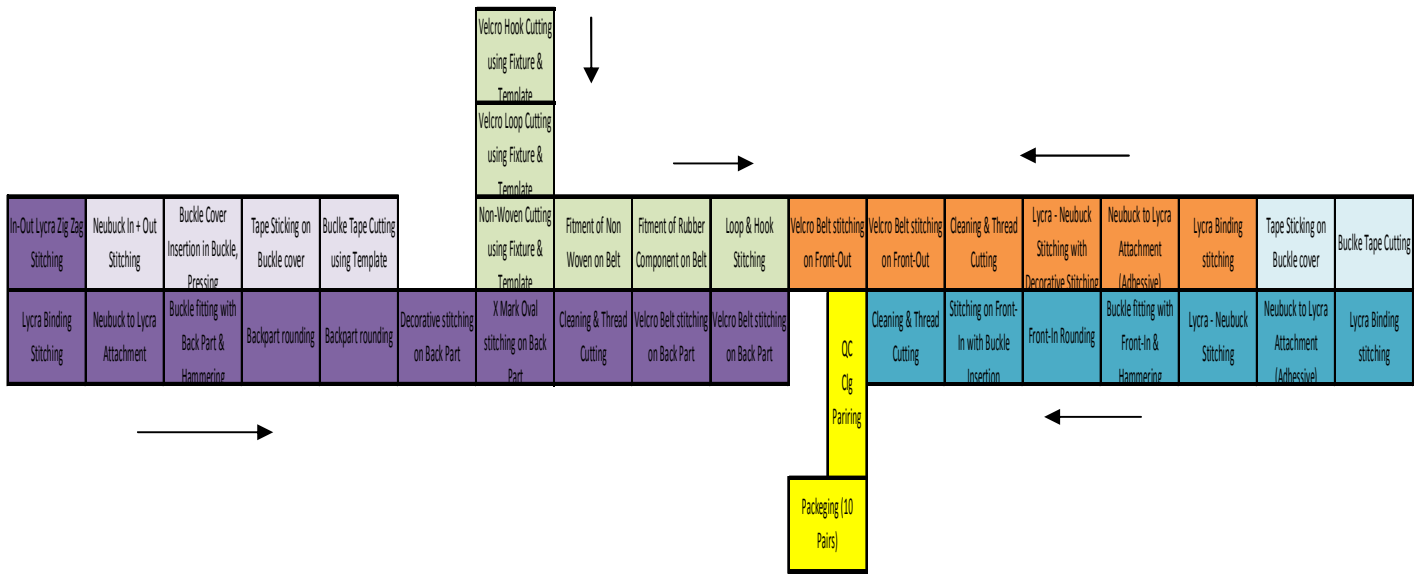 Velcro Hook Cutting
using Fixture &
Template
Velcro Loop Cutting
using Fixture &
Template
In-Out Lycra Zig Zag
Stitching
Neubuck In + Out
Stitching
Buckle Cover
Insertion in Buckle,
Pressing
Tape Sticking on
Buckle cover
Buclke Tape Cutting
using Template
Non-Woven Cutting
using Fixture &
Template
Fitment of Non
Woven on Belt
Fitment of Rubber
Component on Belt
Loop & Hook
Stitching
Velcro Belt stitching
on Front-Out
Velcro Belt stitching
on Front-Out
Cleaning & Thread
Cutting
Lycra - Neubuck
Stitching with
Decorative Stitching
Neubuck to Lycra
Attachment
(Adhessive)
Lycra Binding
stitching
Tape Sticking on
Buckle cover
Buclke Tape Cutting
Lycra Binding
Stitching
Neubuck to Lycra
Attachment
Buckle fitting with
Back Part &
Hammering
Backpart rounding
Backpart rounding
Decorative stitching
on Back Part
X Mark Oval
stitching on Back
Part
Cleaning & Thread
Cutting
Velcro Belt stitching
on Back Part
Velcro Belt stitching
on Back Part
QC
Clg
Pariring
Cleaning & Thread
Cutting
Stitching on Front-
In with Buckle
Insertion
Front-In Rounding
Buckle fitting with
Front-In &
Hammering
Lycra - Neubuck
Stitching
Neubuck to Lycra
Attachment
(Adhessive)
Lycra Binding
stitching
Packeging (10
Pairs)